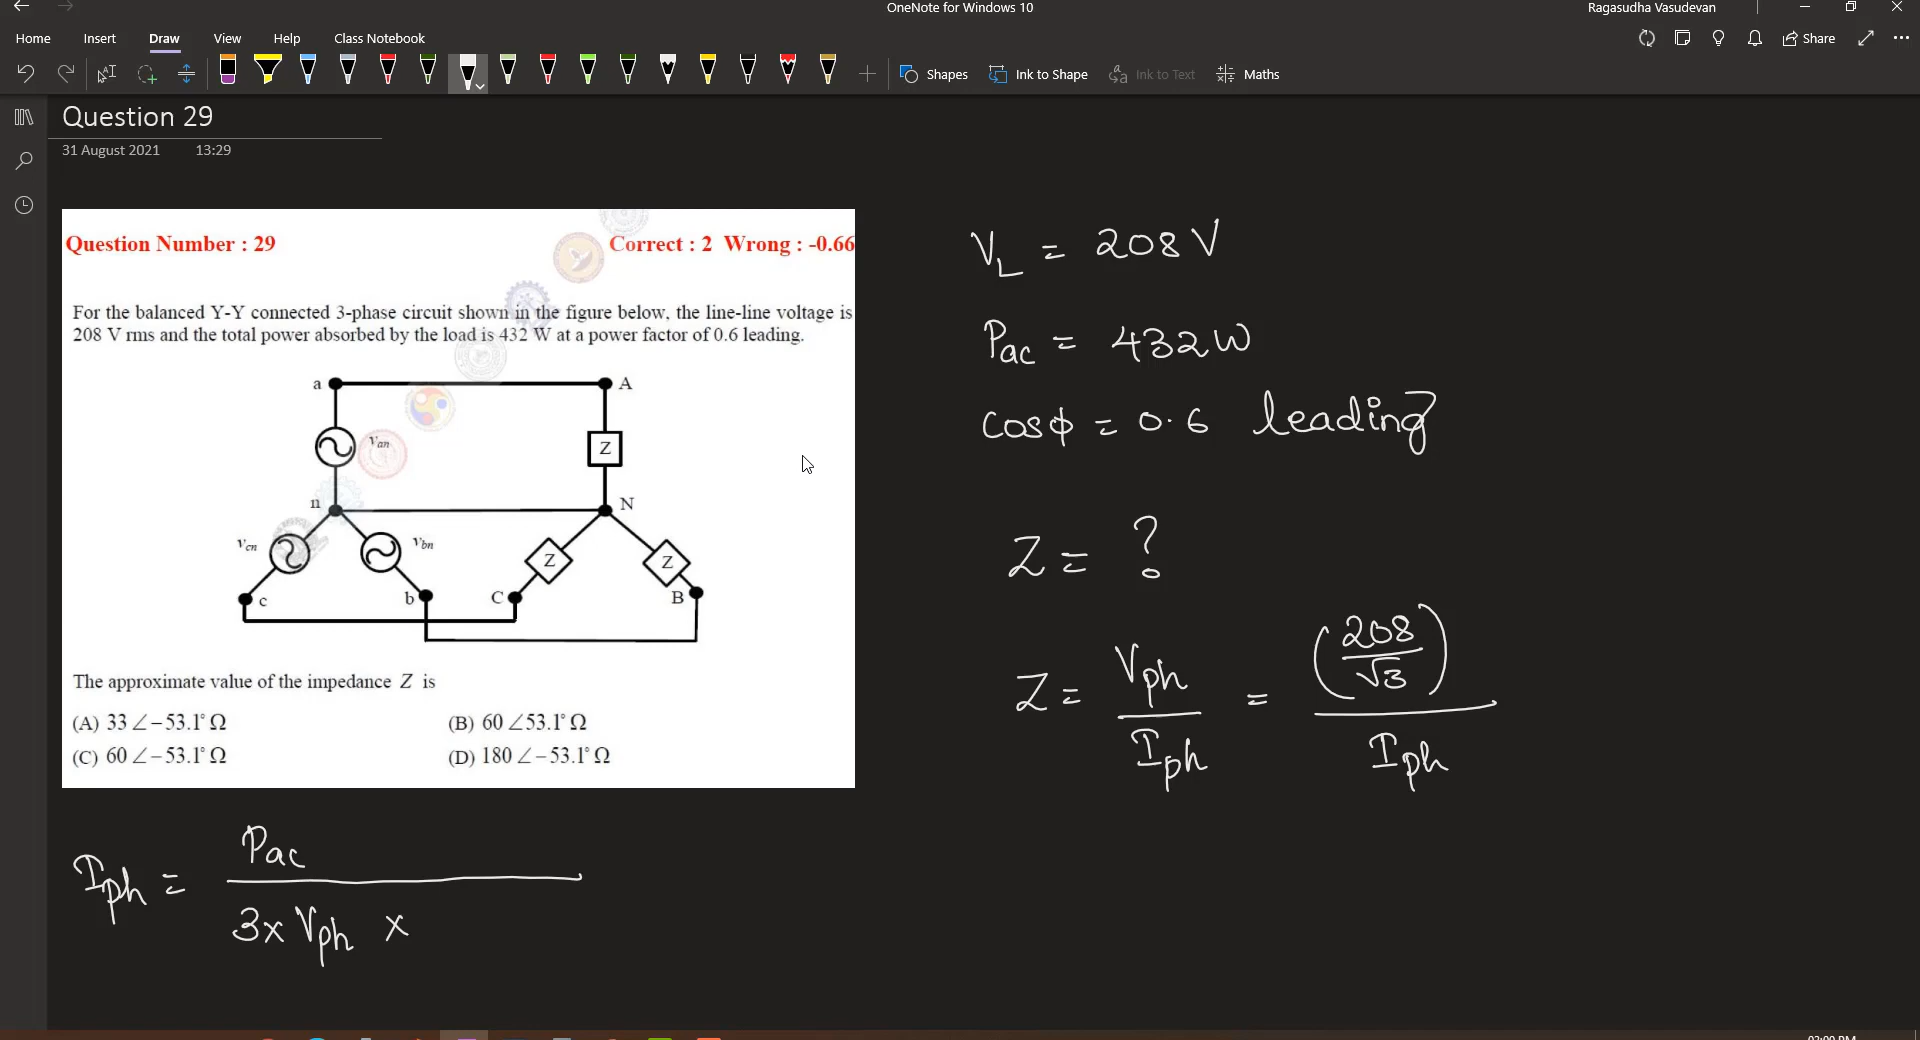 OneNote for Windows 10
Ragasudha Vasudevan
Home Insert Draw View Help Class Notebook
Share
Shapes Ink to Shape Ink to Text Maths
Question 29
31 August 2021 13:29
Question Number : 29 Correct : 2 Wrong : -0.66
For the balanced Y-Y connected 3-phase circuit shown in the figure below, the line-line voltage is
208 V rms and the total power absorbed by the load is 432 W at a power factor of 0.6 leading.
a A
Van Z
n N
Vcn Vbn Z Z
c b C B
The approximate value of the impedance Z is
(A) 33 ∠−53.1° Ω (B) 60 ∠53.1° Ω
(C) 60 ∠−53.1° Ω (D) 180 ∠−53.1° Ω
VL = 208 V
Pac = 432 W
cosϕ = 0.6 leading
Z = ?
Z = Vph / Iph = (208 / √3) / Iph
Iph = Pac / 3 x Vph x